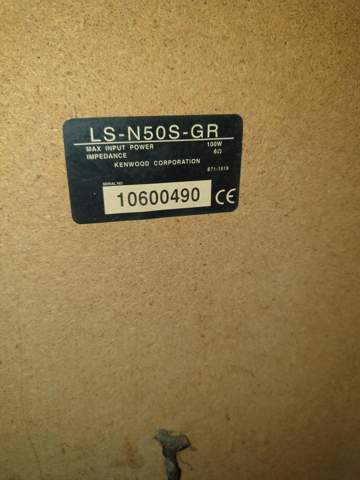 LS-N50S-GR
MAX INPUT POWER 100W
IMPEDANCE 6Ω
KENWOOD CORPORATION
B71-1519
SERIAL NO.
10600490 CE